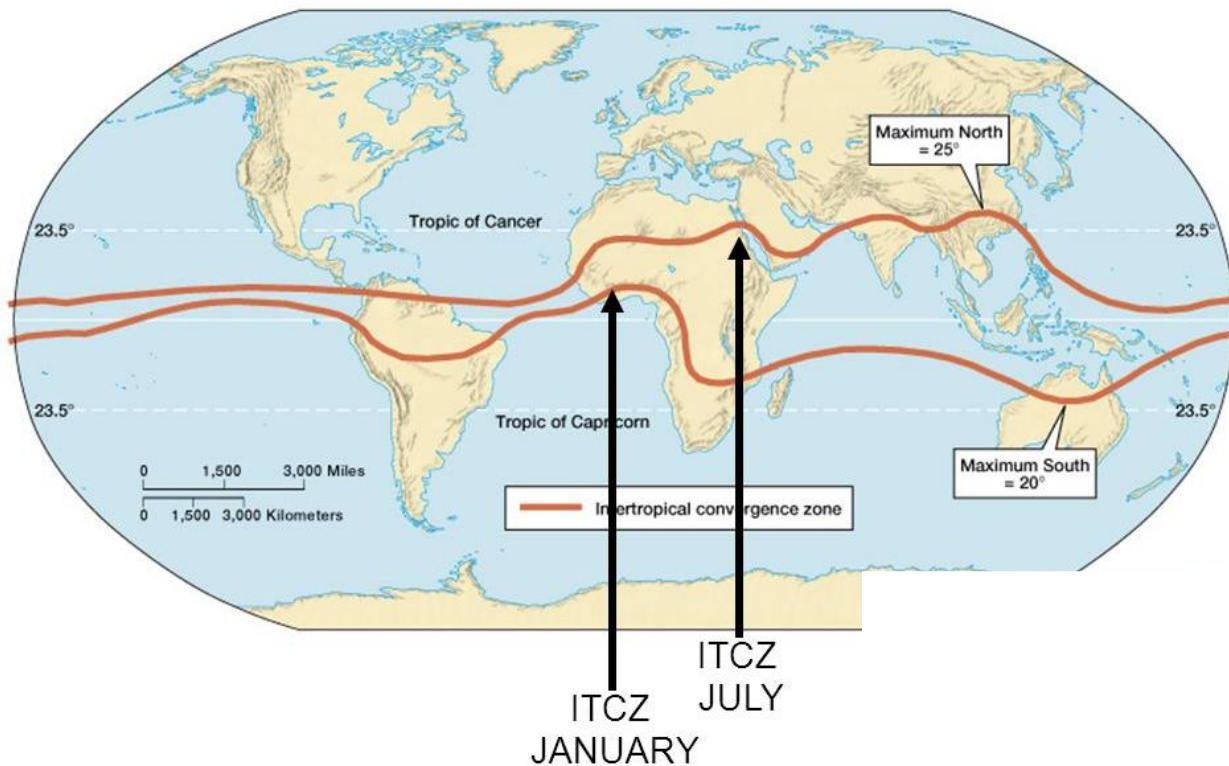 Maximum North
= 25°
Tropic of Cancer
23.5°
23.5°
23.5°
23.5°
Tropic of Capricorn
Maximum South
= 20°
0 1,500 3,000 Miles
0 1,500 3,000 Kilometers
Intertropical convergence zone
ITCZ
JULY
ITCZ
JANUARY